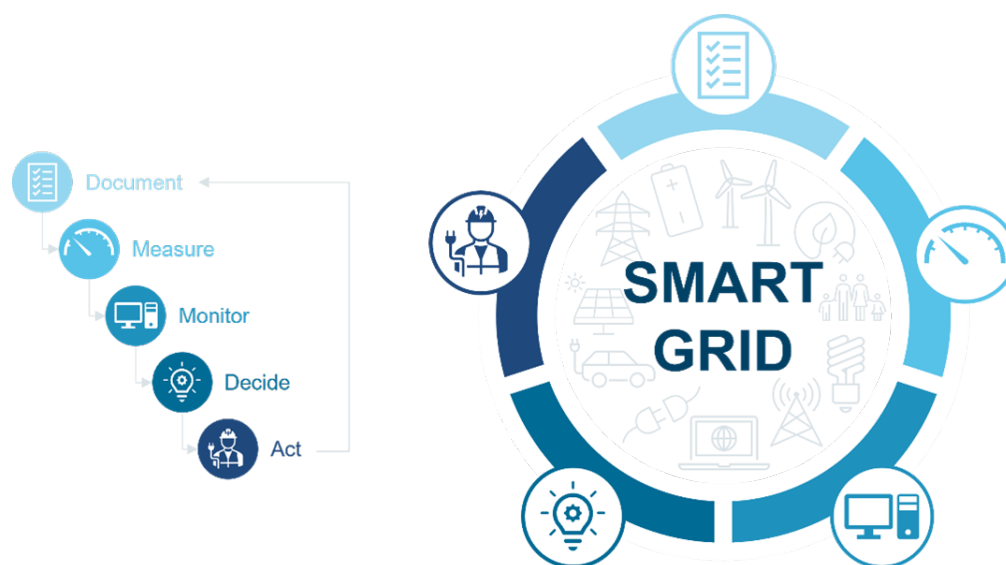 Document
Measure
Monitor
Decide
Act
SMART
GRID